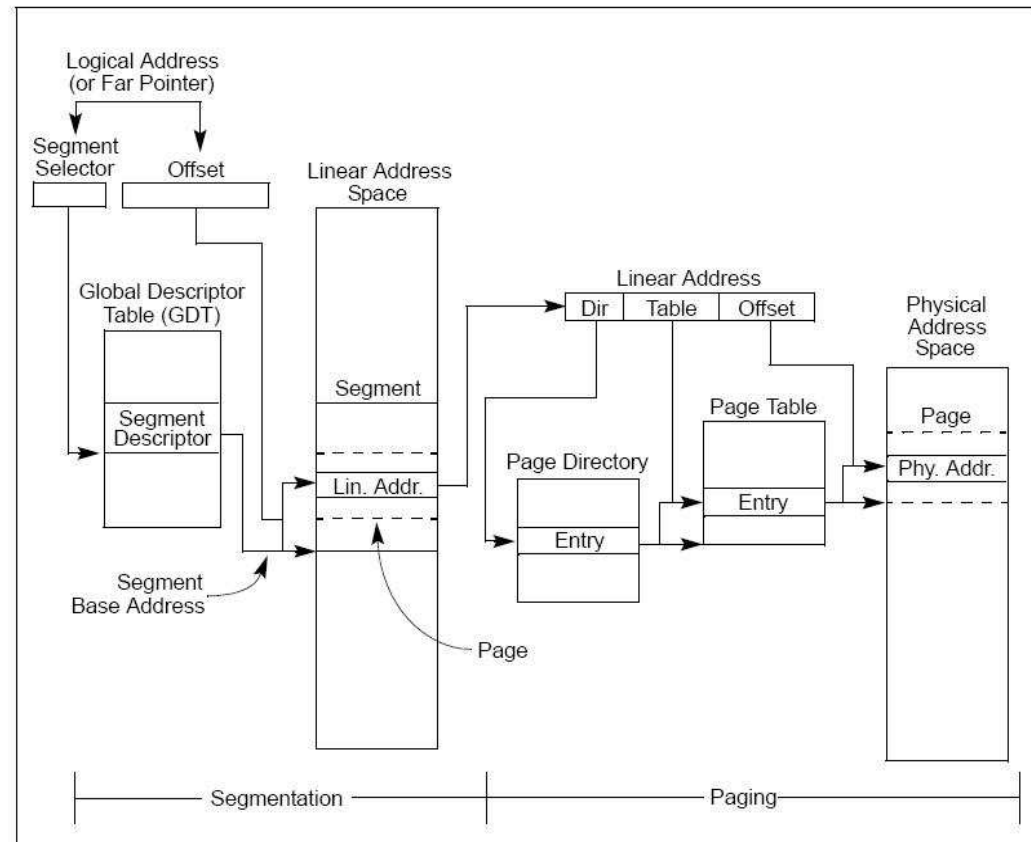 Logical Address
(or Far Pointer)
Segment
Selector
Offset
Linear Address
Space
Global Descriptor
Table (GDT)
Segment
Descriptor
Segment
Lin. Addr.
Segment
Base Address
Page
Linear Address
Dir
Table
Offset
Physical
Address
Space
Page Table
Page Directory
Entry
Entry
Page
Phy. Addr.
Segmentation
Paging